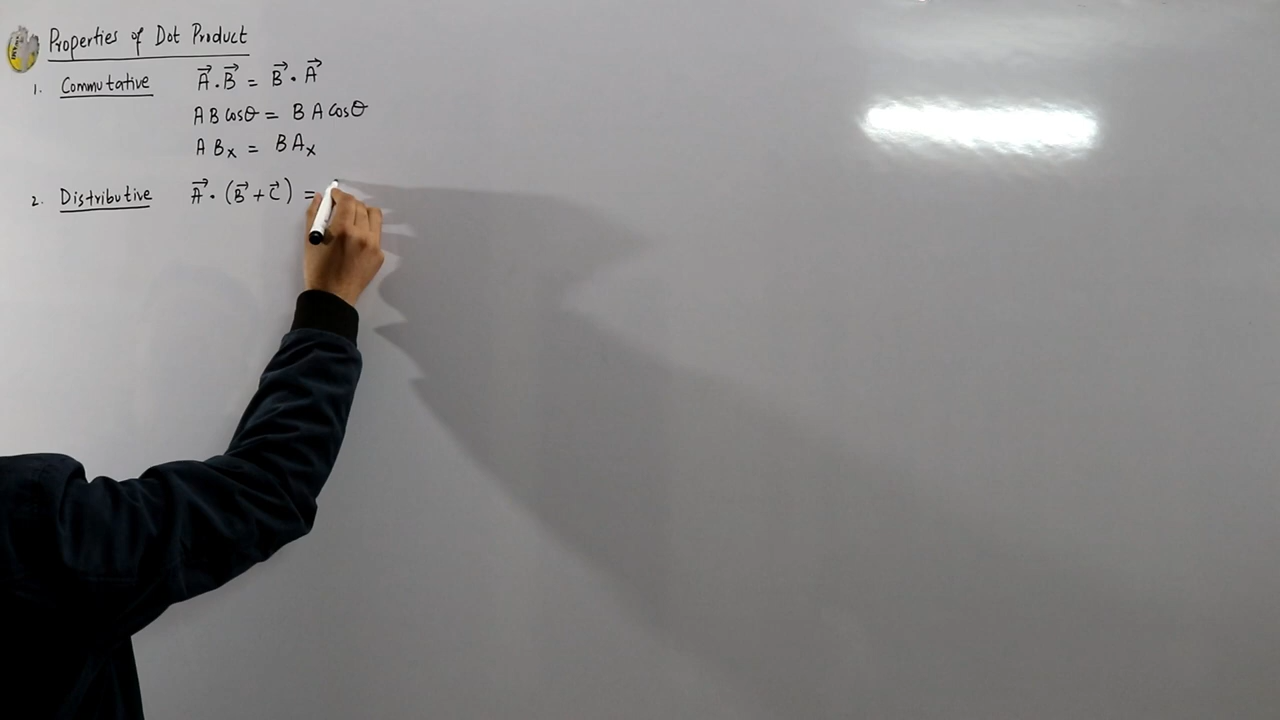 Properties of Dot Product
1. Commutative A⃗ . B⃗ = B⃗ . A⃗
A B cosθ = B A cosθ
A Bₓ = B Aₓ
2. Distributive A⃗ . (B⃗ + C⃗) =